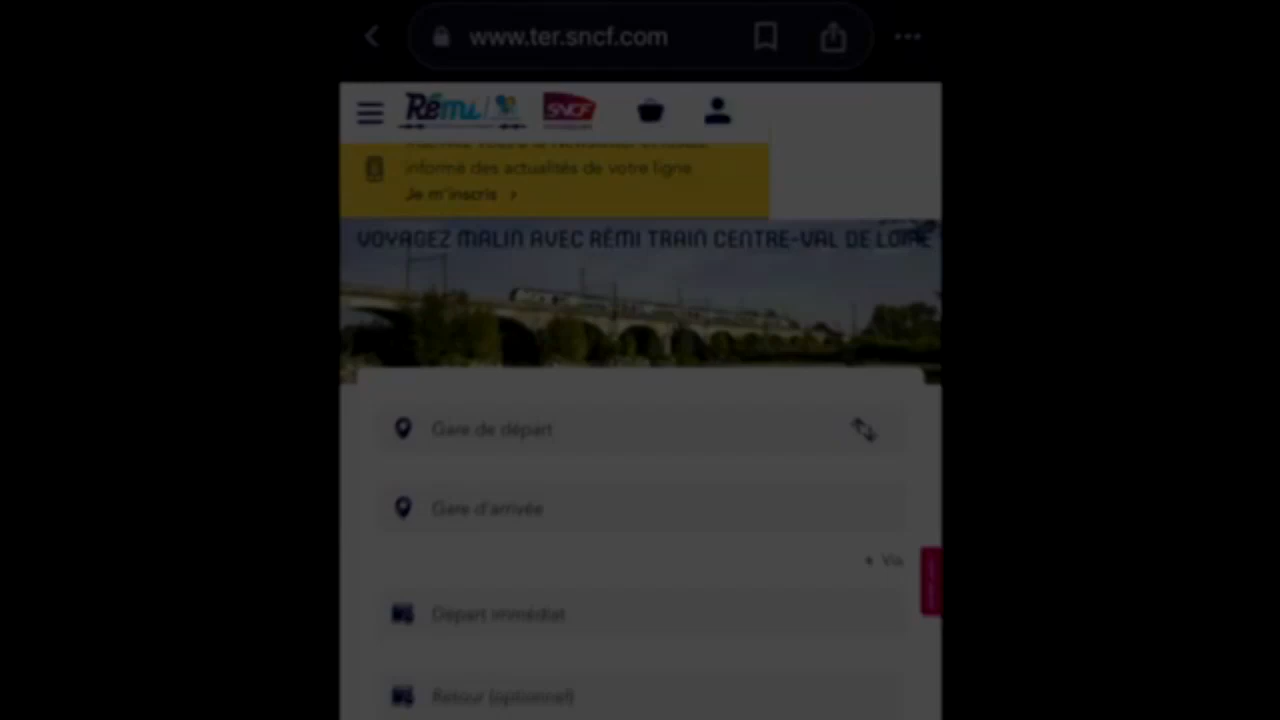 www.ter.sncf.com
Rémi SNCF
informé des actualités de votre ligne
Je m'inscris >
VOYAGEZ MALIN AVEC RÉMI TRAIN CENTRE-VAL DE LOIRE
Gare de départ
Gare d'arrivée
+ Via
Départ immédiat
Retour (optionnel)